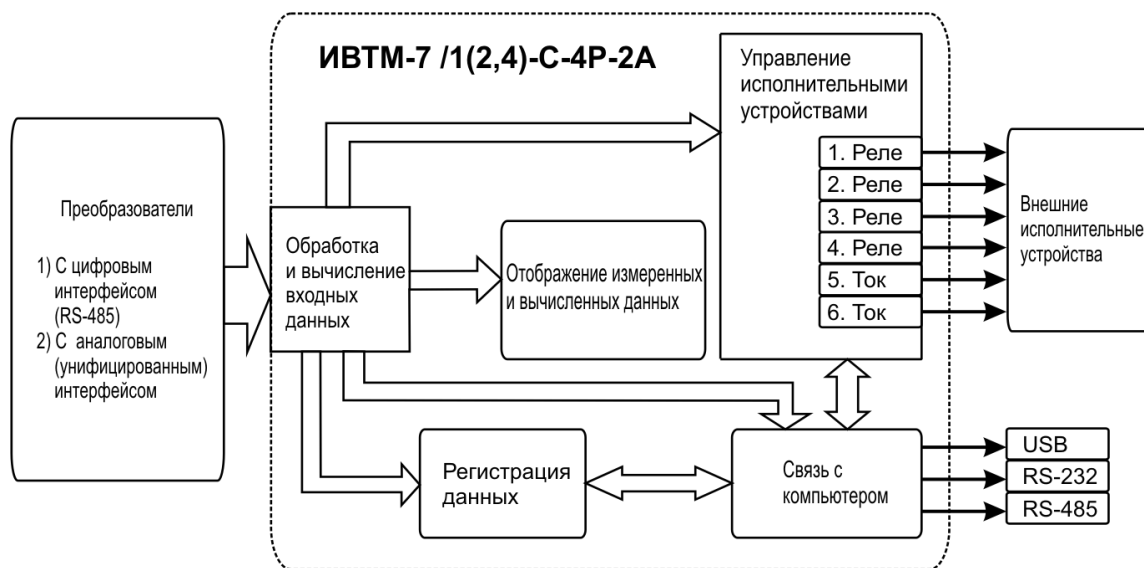 ИВТМ-7 /1(2,4)-С-4Р-2А
Преобразователи
1) С цифровым
интерфейсом
(RS-485)
2) С аналоговым
(унифицированным)
интерфейсом
Обработка
и вычисление
входных
данных
Отображение измеренных
и вычисленных данных
Управление
исполнительными
устройствами
1. Реле
2. Реле
3. Реле
4. Реле
5. Ток
6. Ток
Внешние
исполнительные
устройства
Регистрация
данных
Связь с
компьютером
USB
RS-232
RS-485